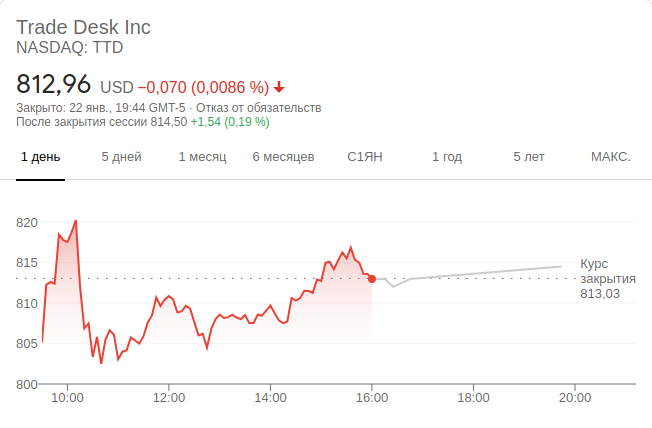 Trade Desk Inc
NASDAQ: TTD
812,96 USD −0,070 (0,0086 %)
Закрыто: 22 янв., 19:44 GMT-5 · Отказ от обязательств
После закрытия сессии 814,50 +1,54 (0,19 %)
1 день 5 дней 1 месяц 6 месяцев С1ЯН 1 год 5 лет МАКС.
820
815
810
805
800
Курс
закрытия
813,03
10:00 12:00 14:00 16:00 18:00 20:00